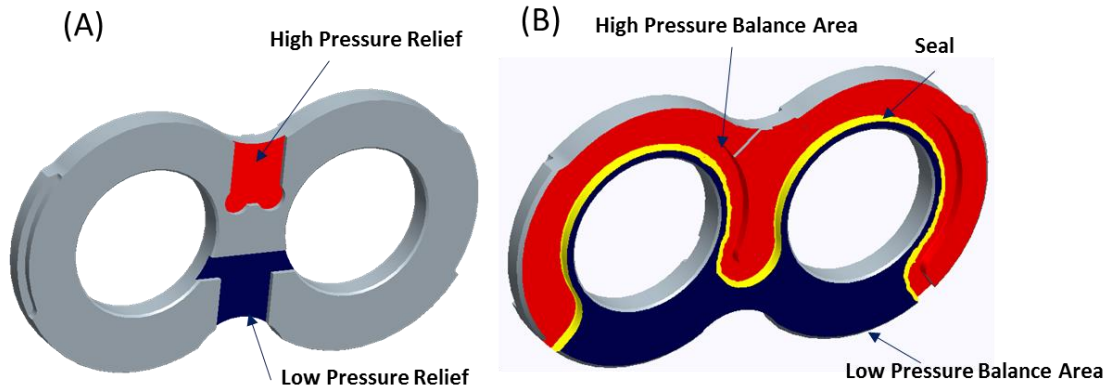 (A)
High Pressure Relief
Low Pressure Relief
(B)
High Pressure Balance Area
Seal
Low Pressure Balance Area